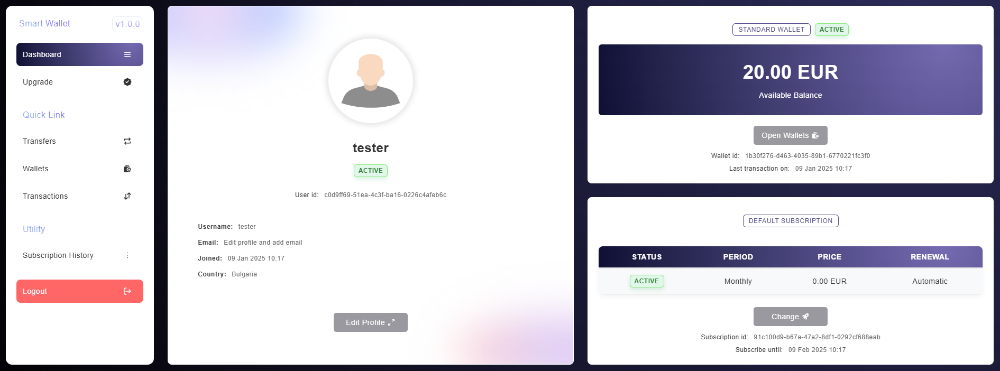 Smart Wallet v1.0.0
Dashboard
Upgrade
Quick Link
Transfers
Wallets
Transactions
Utility
Subscription History
Logout
tester
ACTIVE
User id: c0d9ff69-51ea-4c3f-ba16-0226c4afeb6c
Username: tester
Email: Edit profile and add email
Joined: 09 Jan 2025 10:17
Country: Bulgaria
Edit Profile
STANDARD WALLET ACTIVE
20.00 EUR
Available Balance
Open Wallets
Wallet id: 1b30f276-d463-4035-89b1-6770221fc3f0
Last transaction on: 09 Jan 2025 10:17
DEFAULT SUBSCRIPTION
STATUS PERIOD PRICE RENEWAL
ACTIVE Monthly 0.00 EUR Automatic
Change
Subscription id: 91c100d9-b67a-47a2-8df1-0292cf688eab
Subscribe until: 09 Feb 2025 10:17